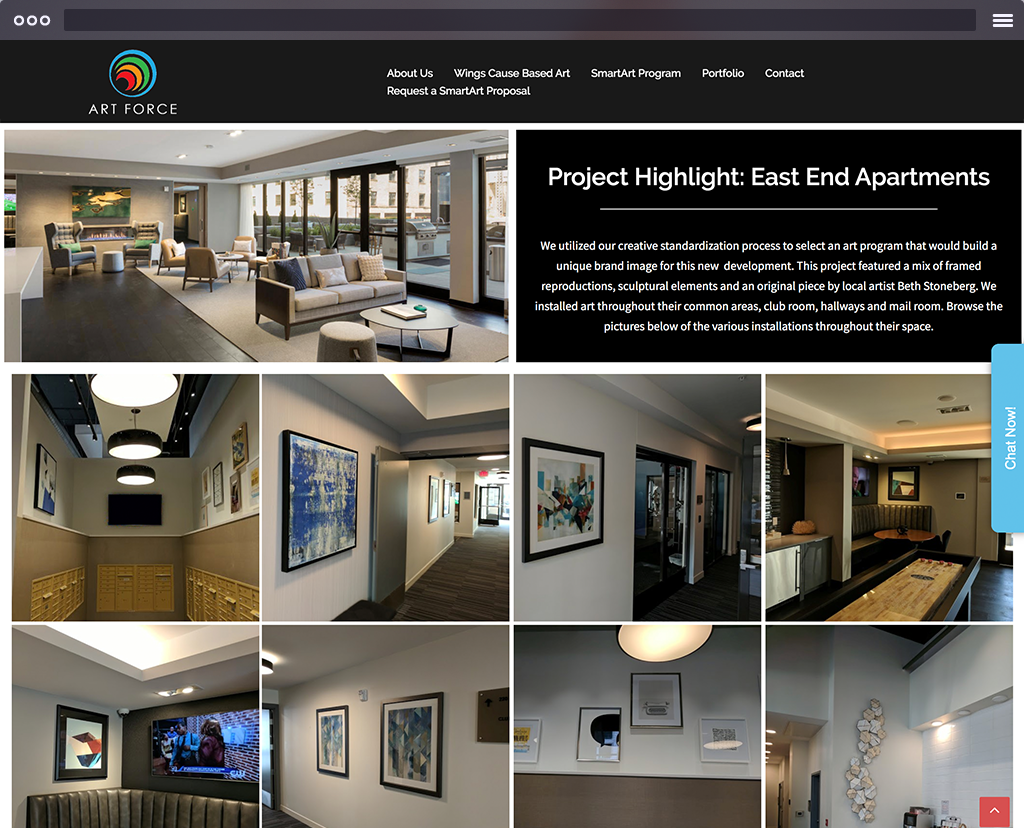 ART FORCE
About Us
Wings Cause Based Art
SmartArt Program
Portfolio
Contact
Request a SmartArt Proposal
Project Highlight: East End Apartments
We utilized our creative standardization process to select an art program that would build a
unique brand image for this new development. This project featured a mix of framed
reproductions, sculptural elements and an original piece by local artist Beth Stoneberg. We
installed art throughout their common areas, club room, hallways and mail room. Browse the
pictures below of the various installations throughout their space.
Chat Now!